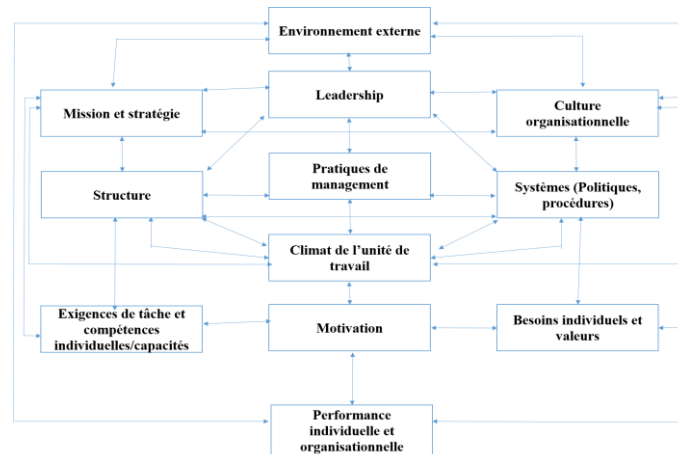 Environnement externe
Leadership
Mission et stratégie
Culture
organisationnelle
Pratiques de
management
Structure
Systèmes (Politiques,
procédures)
Climat de l'unité de
travail
Exigences de tâche et
compétences
individuelles/capacités
Motivation
Besoins individuels et
valeurs
Performance
individuelle et
organisationnelle